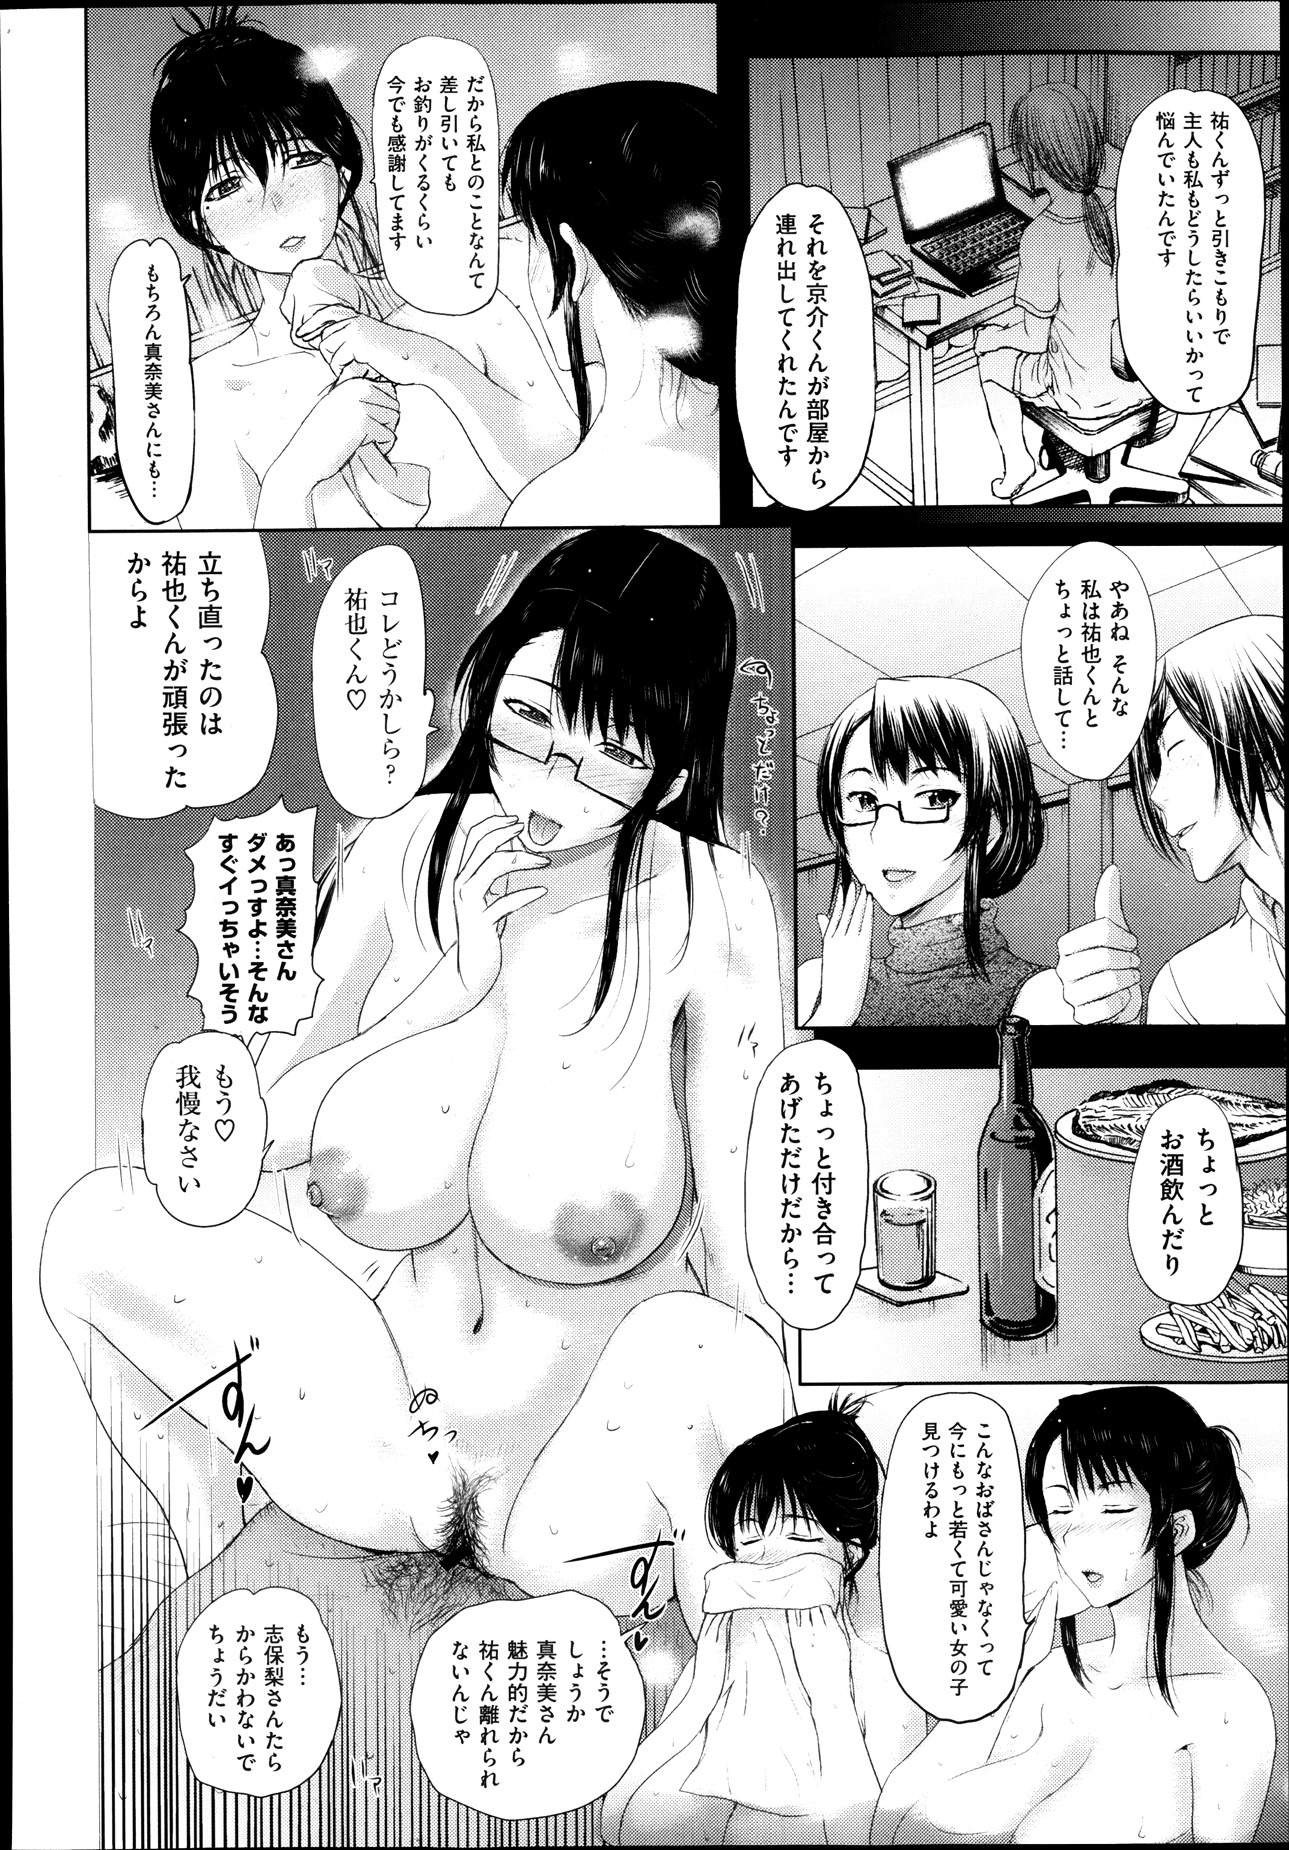 祐くんずっと引きこもりで
主人も私もどうしたらいいかって
悩んでいたんです
それを京介くんが部屋から
連れ出してくれたんです
だから私とのことなんて
差し引いても
お釣りがくるくらい
今でも感謝してます
もちろん真奈美さんにも…
やあね そんな
私は祐也くんと
ちょっと話して…
ちょっと
お酒飲んだり
ちょっと付き合って
あげただけだから…
ちょっとだけ?
コレどうかしら?
祐也くん♡
立ち直ったのは
祐也くんが頑張った
からよ
あっ真奈美さん
ダメっすよ…そんな
すぐイっちゃいそう
もう♡
我慢なさい
ずん♥
ぬちっ♥
ずん♥
こんなおばさんじゃなくって
今にもっと若くて可愛い女の子
見つけるわよ
…そうで
しょうか
真奈美さん
魅力的だから
祐くん離れられ
ないんじゃ
もう…
志保梨さんたら
からかわないで
ちょうだい